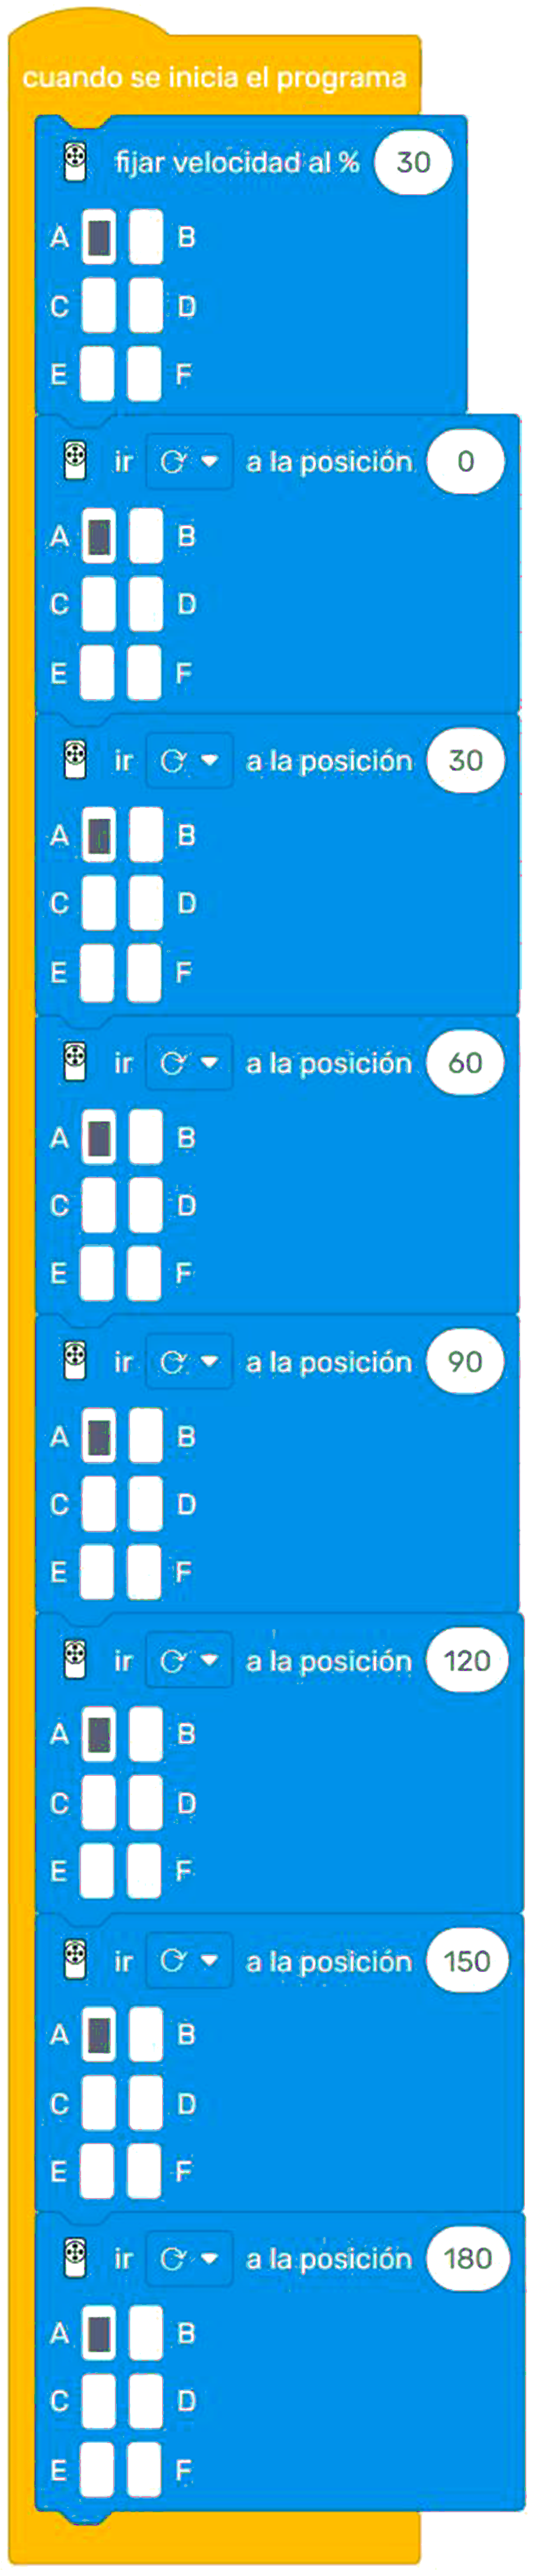 cuando se inicia el programa
fijar velocidad al % 30
A B
C D
E F
ir a la posición 0
A B
C D
E F
ir a la posición 30
A B
C D
E F
ir a la posición 60
A B
C D
E F
ir a la posición 90
A B
C D
E F
ir a la posición 120
A B
C D
E F
ir a la posición 150
A B
C D
E F
ir a la posición 180
A B
C D
E F